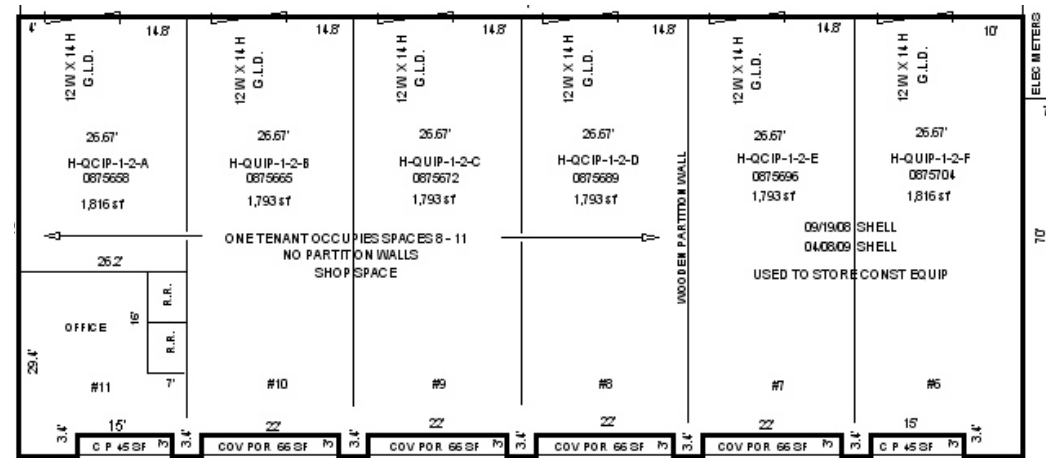 4' 14.8' 14.8' 14.8' 14.8' 10'
ELEC METERS
12 W X 14 H G.L.D.
12 W X 14 H G.L.D.
12 W X 14 H G.L.D.
12 W X 14 H G.L.D.
12 W X 14 H G.L.D.
12 W X 14 H G.L.D.
26.67' 26.67' 26.67' 26.67' 26.67' 26.67'
H-QCIP-1-2-A H-QUIP-1-2-B H-QUIP-1-2-C H-QCIP-1-2-D H-QCIP-1-2-E H-QUIP-1-2-F
0875658 0875665 0875672 0875689 0875696 0875704
1,816 sf 1,793 sf 1,793 sf 1,793 sf 1,793 sf 1,816 sf
WOODEN PARTITION WALL
ONE TENANT OCCUPIES SPACES 8 - 11
NO PARTITION WALLS
SHOP SPACE
09/19/08 SHELL
04/08/09 SHELL
USED TO STORE CONST EQUIP
70'
26.2'
R.R.
OFFICE
16'
R.R.
29.4'
7'
#11 #10 #9 #8 #7 #6
15' 22' 22' 22' 22' 15'
3.4' 3.4' 3.4' 3.4' 3.4' 3.4' 3.4'
C P 45 SF 3' COV POR 66 SF 3' COV POR 66 SF 3' COV POR 66 SF 3' COV POR 66 SF 3' C P 45 SF 3'